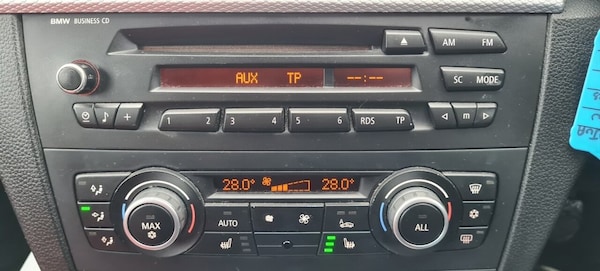 BMW BUSINESS CD
AM FM
AUX TP --:--
SC MODE
1 2 3 4 5 6 RDS TP m
28.0° 28.0°
MAX AUTO ALL